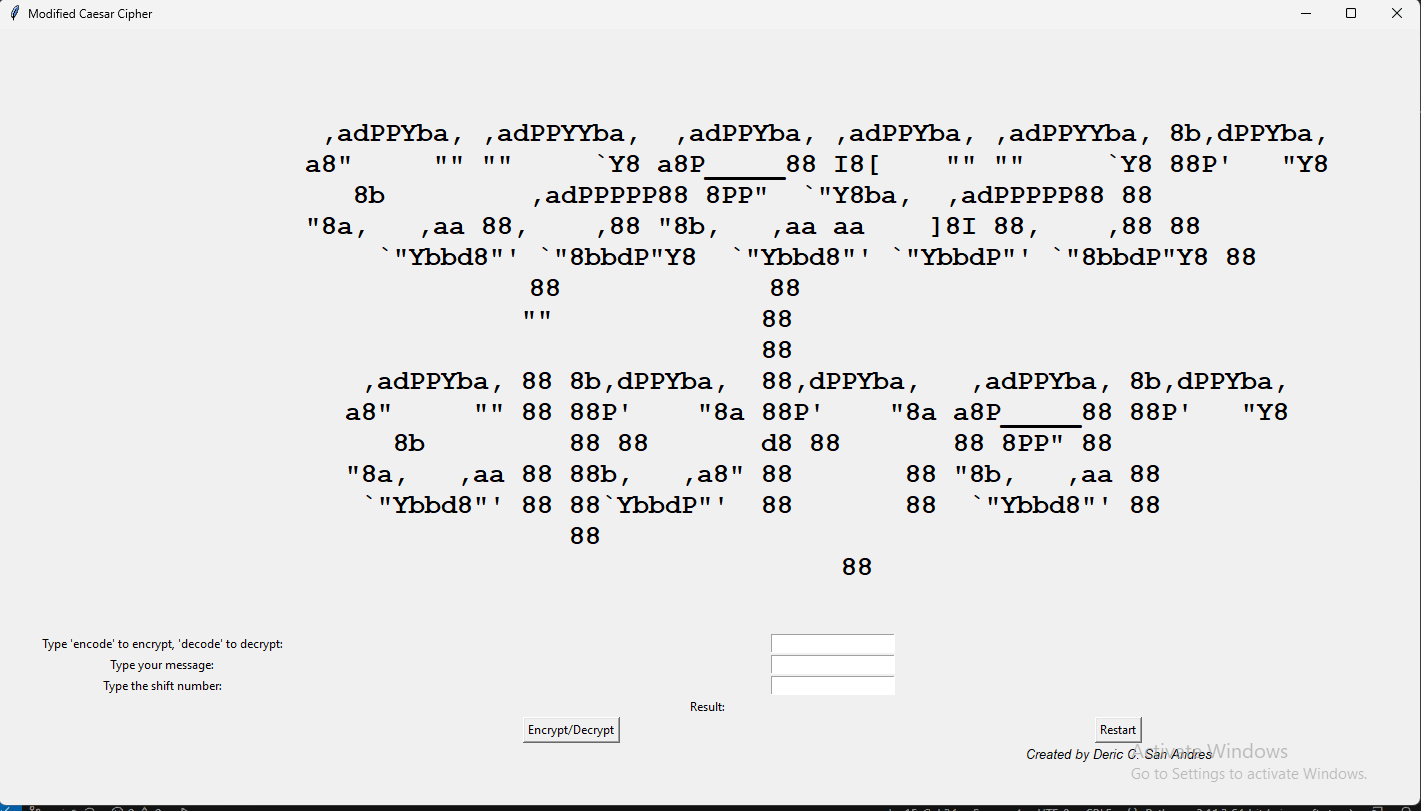 Modified Caesar Cipher
,adPPYba, ,adPPYYba,  ,adPPYba, ,adPPYba, ,adPPYYba, 8b,dPPYba,
a8"     "" ""     `Y8 a8P_____88 I8[    "" ""     `Y8 88P'   "Y8
8b         ,adPPPPP88 8PP"  `"Y8ba,  ,adPPPPP88 88
"8a,   ,aa 88,    ,88 "8b,   ,aa aa    ]8I 88,    ,88 88
`"Ybbd8"' `"8bbdP"Y8  `"Ybbd8"' `"YbbdP"' `"8bbdP"Y8 88
88             88
""             88
88
,adPPYba, 88 8b,dPPYba,  88,dPPYba,   ,adPPYba, 8b,dPPYba,
a8"     "" 88 88P'    "8a 88P'    "8a a8P_____88 88P'   "Y8
8b         88 88       d8 88       88 8PP" 88
"8a,   ,aa 88 88b,   ,a8" 88       88 "8b,   ,aa 88
`"Ybbd8"' 88 88`YbbdP"'  88       88  `"Ybbd8"' 88
88
88
Type 'encode' to encrypt, 'decode' to decrypt:
Type your message:
Type the shift number:
Result:
Encrypt/Decrypt
Restart
Created by Deric C. San Andres
Activate Windows
Go to Settings to activate Windows.